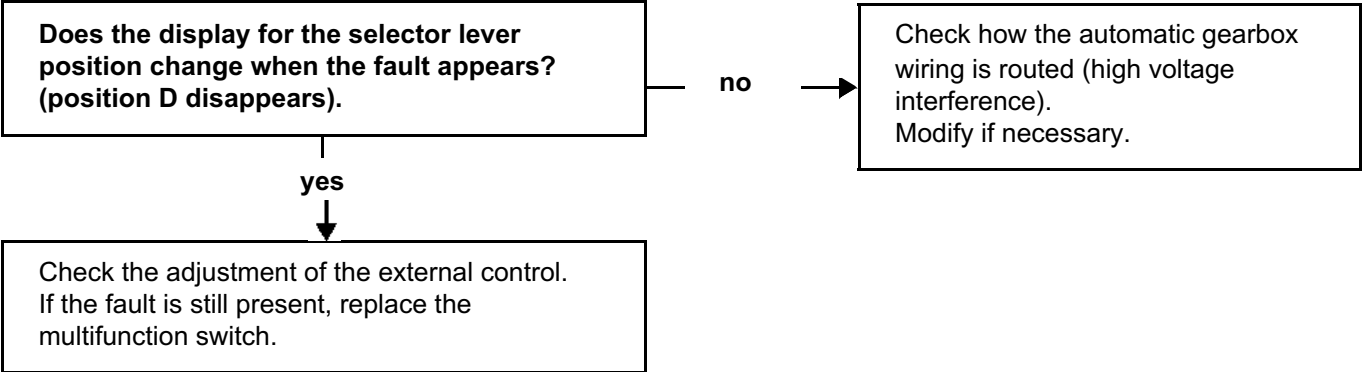 Does the display for the selector lever
position change when the fault appears?
(position D disappears).
no
Check how the automatic gearbox
wiring is routed (high voltage
interference).
Modify if necessary.
yes
Check the adjustment of the external control.
If the fault is still present, replace the
multifunction switch.